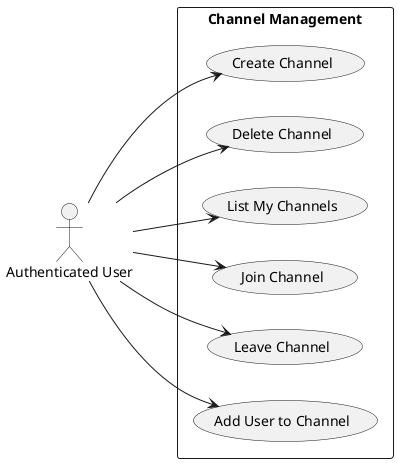 Channel Management
Create Channel
Delete Channel
List My Channels
Authenticated User
Join Channel
Leave Channel
Add User to Channel